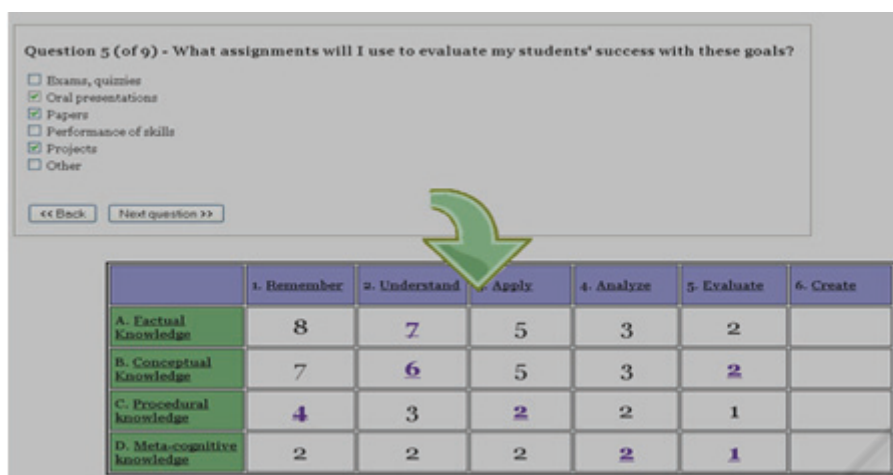 Question 5 (of 9) - What assignments will I use to evaluate my students' success with these goals?
Exams, quizzies
Oral presentations
Papers
Performance of skills
Projects
Other
<< Back Next question >>
1. Remember 2. Understand Apply 4. Analyze 5. Evaluate 6. Create
A. Factual Knowledge 8 7 5 3 2
B. Conceptual Knowledge 7 6 5 3 2
C. Procedural knowledge 4 3 2 2 1
D. Meta-cognitive knowledge 2 2 2 2 1